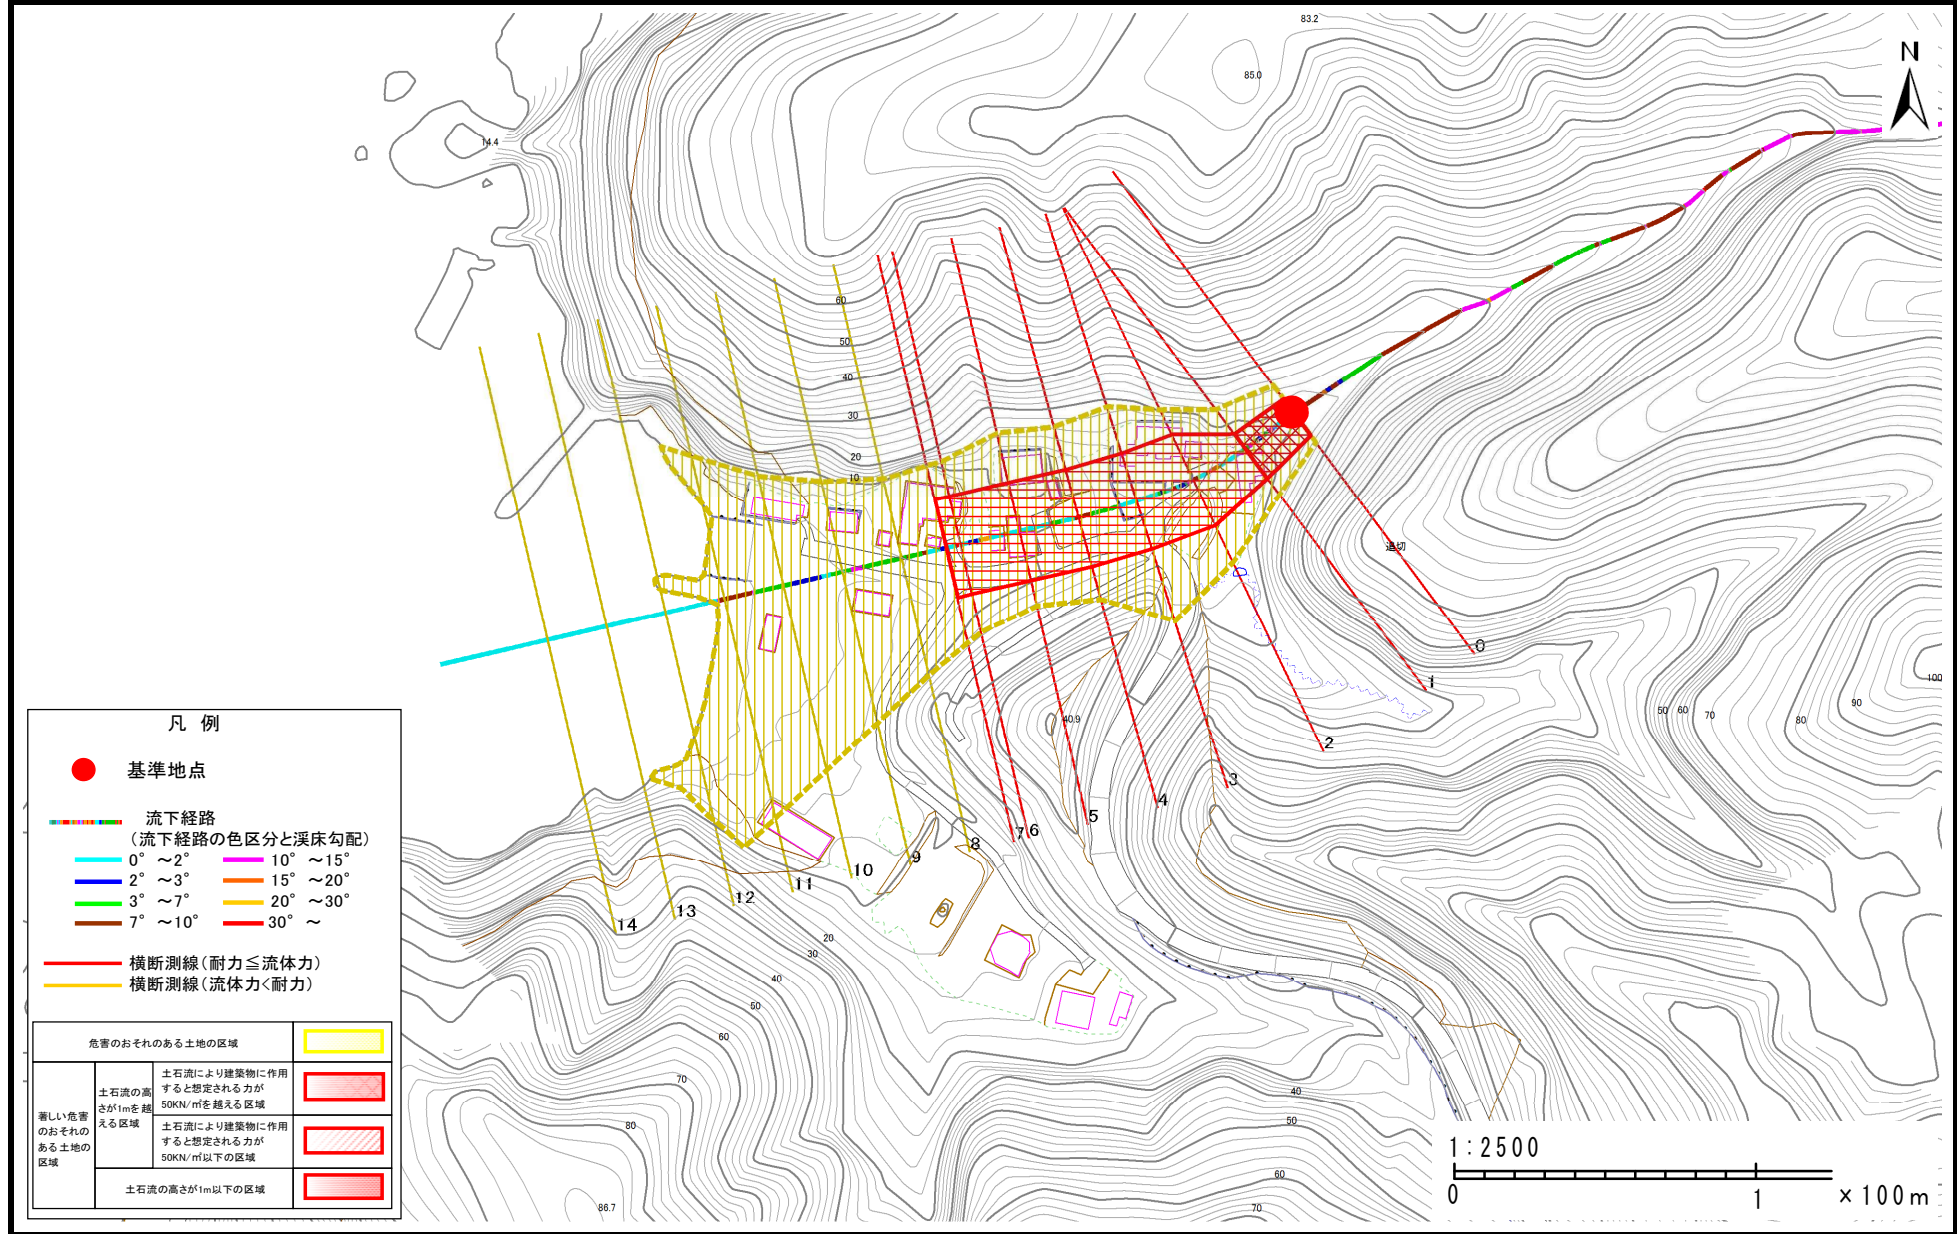 83.2
N
85.0
14.4
60
50
40
30
20
10
退切
0
1
2
3
4
5
6
7
8
9
10
11
12
13
14
40.9
50
60
70
80
90
100
20
30
40
50
60
70
80
86.7
40
50
60
70
凡 例
基準地点
流下経路
(流下経路の色区分と渓床勾配)
0° ~2° 10° ~15°
2° ~3° 15° ~20°
3° ~7° 20° ~30°
7° ~10° 30° ~
横断測線(耐力≦流体力)
横断測線(流体力<耐力)
危害のおそれのある土地の区域
著しい危害
のおそれの
ある土地の
区域
土石流の高
さが1mを越
える区域
土石流により建築物に作用
すると想定される力が
50KN/㎡を越える区域
土石流により建築物に作用
すると想定される力が
50KN/㎡以下の区域
土石流の高さが1m以下の区域
1:2500
0 1 ×100m